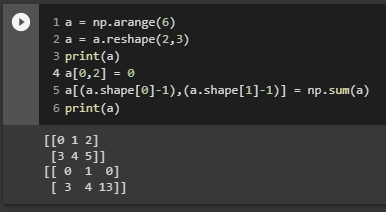 1 a = np.arange(6)
2 a = a.reshape(2,3)
3 print(a)
4 a[0,2] = 0
5 a[(a.shape[0]-1),(a.shape[1]-1)] = np.sum(a)
6 print(a)
[[0 1 2]
 [3 4 5]]
[[ 0  1  0]
 [ 3  4 13]]